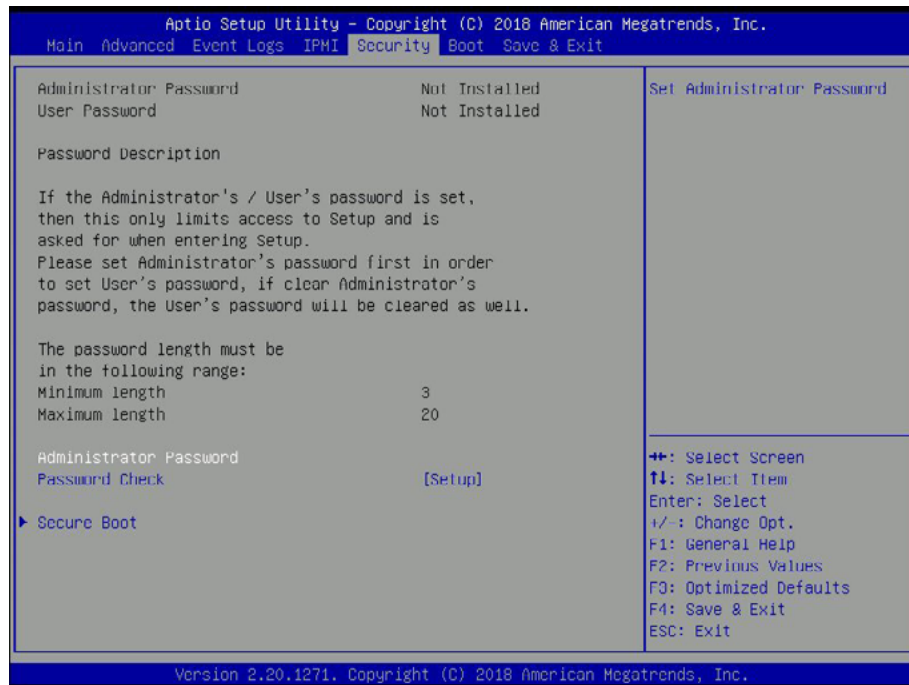 Aptio Setup Utility – Copyright (C) 2018 American Megatrends, Inc.
Main Advanced Event Logs IPMI Security Boot Save & Exit
Administrator Password Not Installed
User Password Not Installed
Password Description
If the Administrator's / User's password is set,
then this only limits access to Setup and is
asked for when entering Setup.
Please set Administrator's password first in order
to set User's password, if clear Administrator's
password, the User's password will be cleared as well.
The password length must be
in the following range:
Minimum length 3
Maximum length 20
Administrator Password
Password Check [Setup]
Secure Boot
Set Administrator Password
→←: Select Screen
↑↓: Select Item
Enter: Select
+/-: Change Opt.
F1: General Help
F2: Previous Values
F3: Optimized Defaults
F4: Save & Exit
ESC: Exit
Version 2.20.1271. Copyright (C) 2018 American Megatrends, Inc.